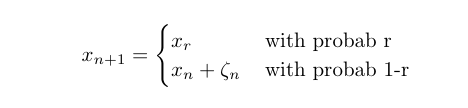 x_{n+1} = { x_r with probab r
x_n + ζ_n with probab 1-r